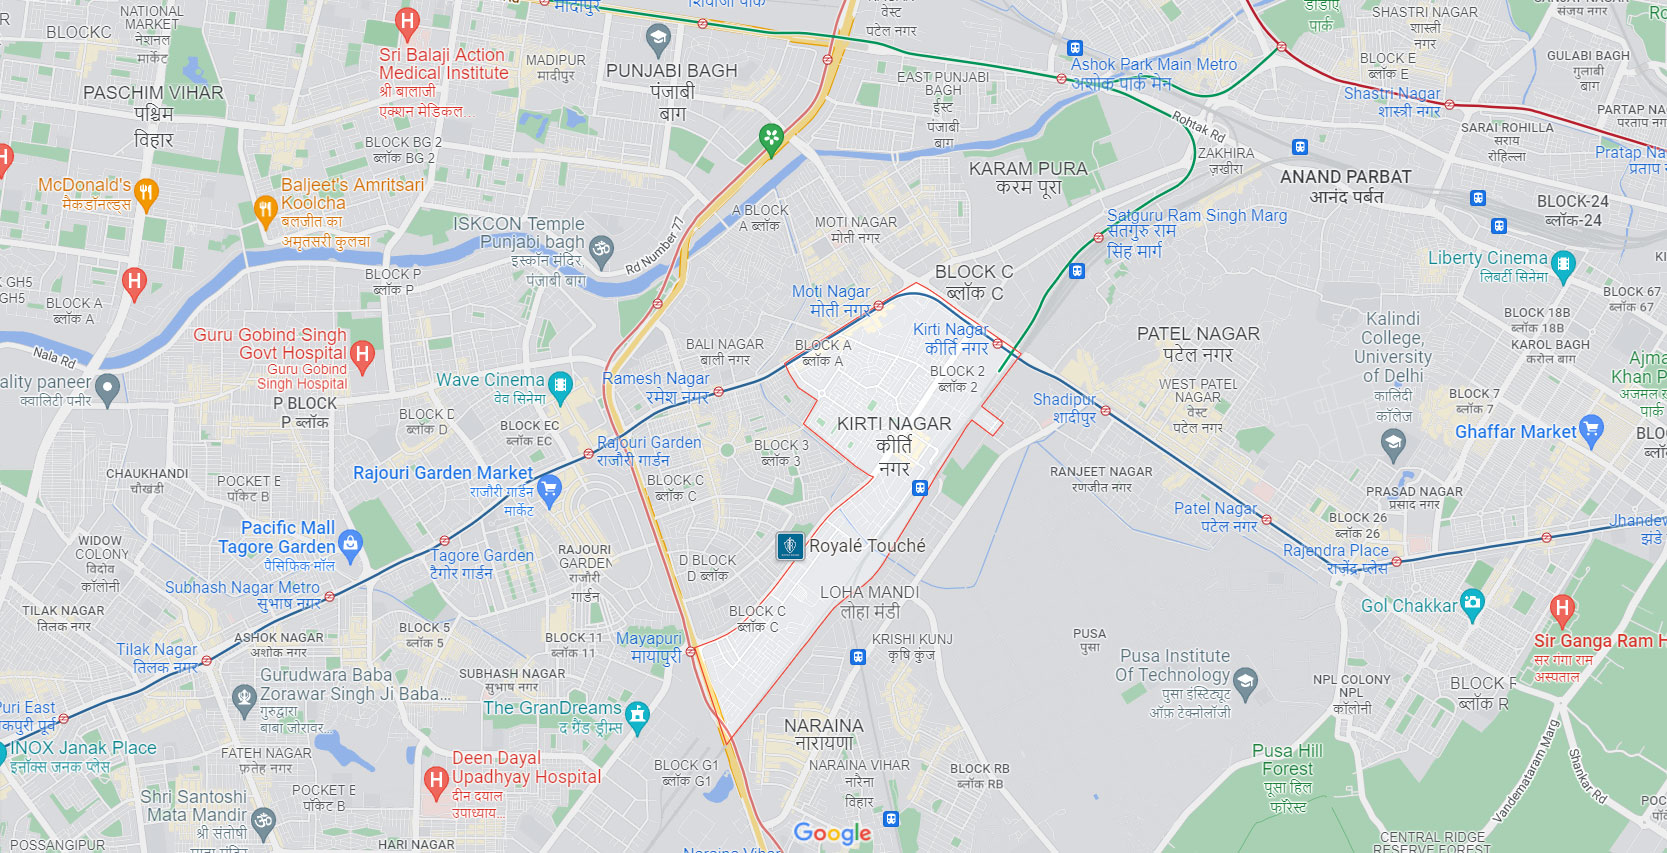 BLOCKC
NATIONAL
MARKET
नेशनल
मार्केट
Sri Balaji Action
Medical Institute
श्री बालाजी
एक्शन मेडिकल...
MADIPUR
मादीपुर
मादीपुर
शिवाजी पार्क
PUNJABI BAGH
पंजाबी
बाग
वेस्ट
पटेल नगर
Ashok Park Main Metro
अशोक पार्क मेन
EAST PUNJABI
BAGH
ईस्ट
पंजाबी
बाग
डीडीए
पार्क
SHASTRI NAGAR
शास्त्री
नगर
संजय नगर
BLOCK E
ब्लॉक E
GULABI BAGH
गुलाबी
बाग
Shastri Nagar
शास्त्री नगर
PARTAP NA
परताप नग
SARAI ROHILLA
सराय
रोहिल्ला
Pratap Na
प्रताप न
PASCHIM VIHAR
पश्चिम
विहार
BLOCK BG 2
ब्लॉक BG 2
Rohtak Rd
ZAKHIRA
ज़खीरा
KARAM PURA
करम पूरा
ANAND PARBAT
आनंद पर्बत
BLOCK-24
ब्लॉक-24
McDonald's
मैकडॉनल्ड्स
Baljeet's Amritsari
Koolcha
बलजीत का
अमृतसरी कुलचा
ISKCON Temple
Punjabi bagh
इस्कॉन मंदिर,
पंजाबी बाग
Rd Number 77
A BLOCK
A ब्लॉक
MOTI NAGAR
मोती नगर
Satguru Ram Singh Marg
सतगुरु राम
सिंह मार्ग
BLOCK C
ब्लॉक C
Liberty Cinema
लिबर्टी सिनेमा
BLOCK 67
ब्लॉक 67
GH5
GH5
BLOCK P
ब्लॉक P
BLOCK A
ब्लॉक A
Moti Nagar
मोती नगर
Kirti Nagar
कीर्ति नगर
Guru Gobind Singh
Govt Hospital
Guru Gobind
Singh Hospital
Nala Rd
BALI NAGAR
बाली नगर
BLOCK A
ब्लॉक A
BLOCK 2
ब्लॉक 2
PATEL NAGAR
पटेल नगर
Kalindi
College,
University
of Delhi
कालिंदी
कॉलेज
BLOCK 18B
ब्लॉक 18B
KAROL BAGH
करोल बाग
Ajma
Khan P
अजमल ख़
पार्क
ality paneer
क्वालिटी पनीर
P BLOCK
P ब्लॉक
Wave Cinema
वेव सिनेमा
Ramesh Nagar
रमेश नगर
Shadipur
शादीपुर
WEST PATEL
NAGAR
वेस्ट
पटेल नगर
BLOCK 7
ब्लॉक 7
BLOCK D
ब्लॉक D
BLOCK EC
ब्लॉक EC
Rajouri Garden
राजौरी गार्डन
BLOCK 3
ब्लॉक 3
KIRTI NAGAR
कीर्ति
नगर
Ghaffar Market
CHAUKHANDI
चौखंडी
POCKET B
पॉकेट B
Rajouri Garden Market
राजौरी गार्डन
मार्केट
BLOCK C
ब्लॉक C
RANJEET NAGAR
रणजीत नगर
PRASAD NAGAR
प्रसाद नगर
Patel Nagar
पटेल नगर
BLOCK 26
ब्लॉक 26
Jhandew
झंडे
Rajendra Place
राजेंद्र-प्लेस
Pacific Mall
Tagore Garden
पैसिफिक मॉल
WIDOW
COLONY
विदोव
कॉलोनी
Tagore Garden
टैगोर गार्डन
RAJOURI
GARDEN
राजौरी
गार्डन
D BLOCK
D ब्लॉक
Royalé Touché
Subhash Nagar Metro
सुभाष नगर
LOHA MANDI
लोहा मंडी
Gol Chakkar
TILAK NAGAR
तिलक नगर
ASHOK NAGAR
अशोक नगर
BLOCK 5
ब्लॉक 5
BLOCK 11
ब्लॉक 11
Mayapuri
मायापुरी
BLOCK C
ब्लॉक C
KRISHI KUNJ
कृषि कुंज
PUSA
पुसा
Sir Ganga Ram H
सर गंगा राम
अस्पताल
Tilak Nagar
तिलक नगर
Gurudwara Baba
Zorawar Singh Ji Baba...
गुरुद्वारा
बाबा जोरावर...
SUBHASH NAGAR
सुभाष नगर
Pusa Institute
Of Technology
पुसा इंस्टिट्यूट
ऑफ़ टेक्नोलॉजी
NPL COLONY
NPL
कॉलोनी
BLOCK R
ब्लॉक R
Puri East
कपुरी पूर्व
The GranDreams
द ग्रैंड ड्रीम्स
NARAINA
नारायणा
INOX Janak Place
इनॉक्स जनक प्लेस
FATEH NAGAR
फ़तेह नगर
Deen Dayal
Upadhyay Hospital
दीन दयाल
उपाध्याय...
BLOCK G1
ब्लॉक G1
NARAINA VIHAR
नारैना
विहार
BLOCK RB
ब्लॉक RB
Pusa Hill
Forest
पूसा हिल
फॉरेस्ट
Vandemataram Marg
Shankar Rd
POCKET B
पॉकेट B
Shri Santoshi
Mata Mandir
श्री संतोषी
Google
POSSANGIPUR
HARI NAGAR
CENTRAL RIDGE
RESERVE FOREST